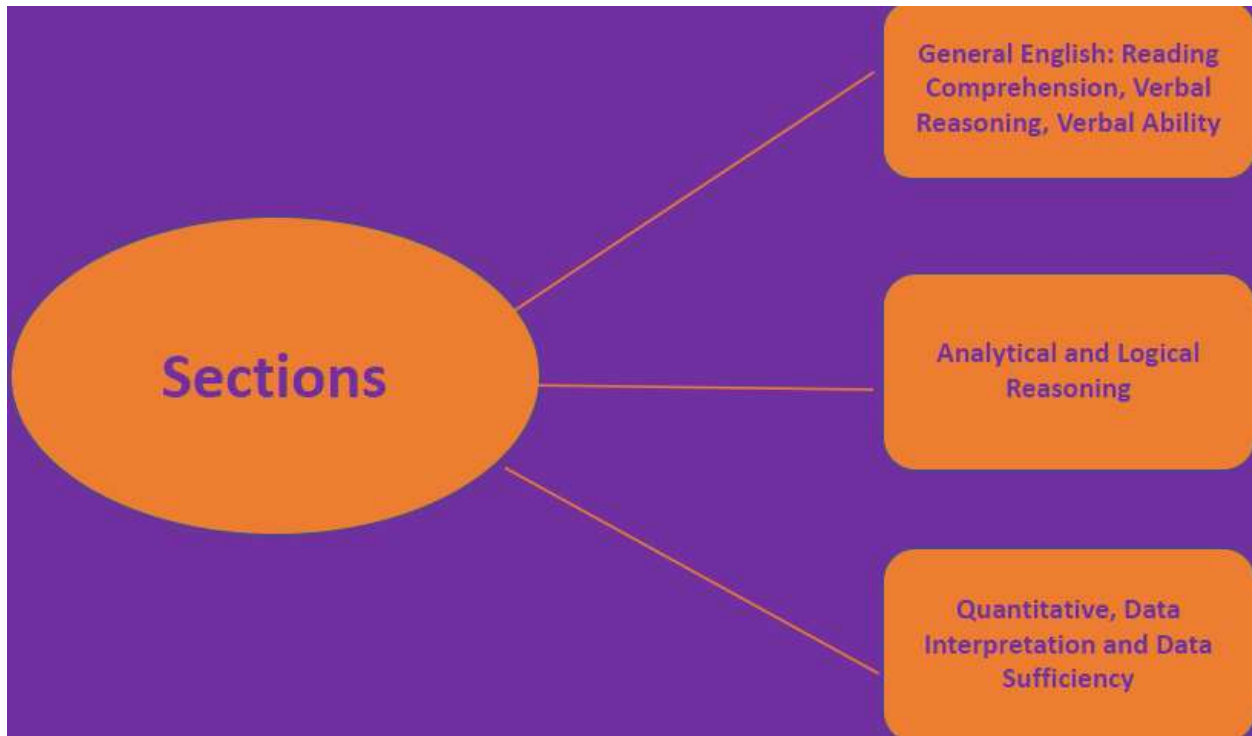 Sections
General English: Reading
Comprehension, Verbal
Reasoning, Verbal Ability
Analytical and Logical
Reasoning
Quantitative, Data
Interpretation and Data
Sufficiency